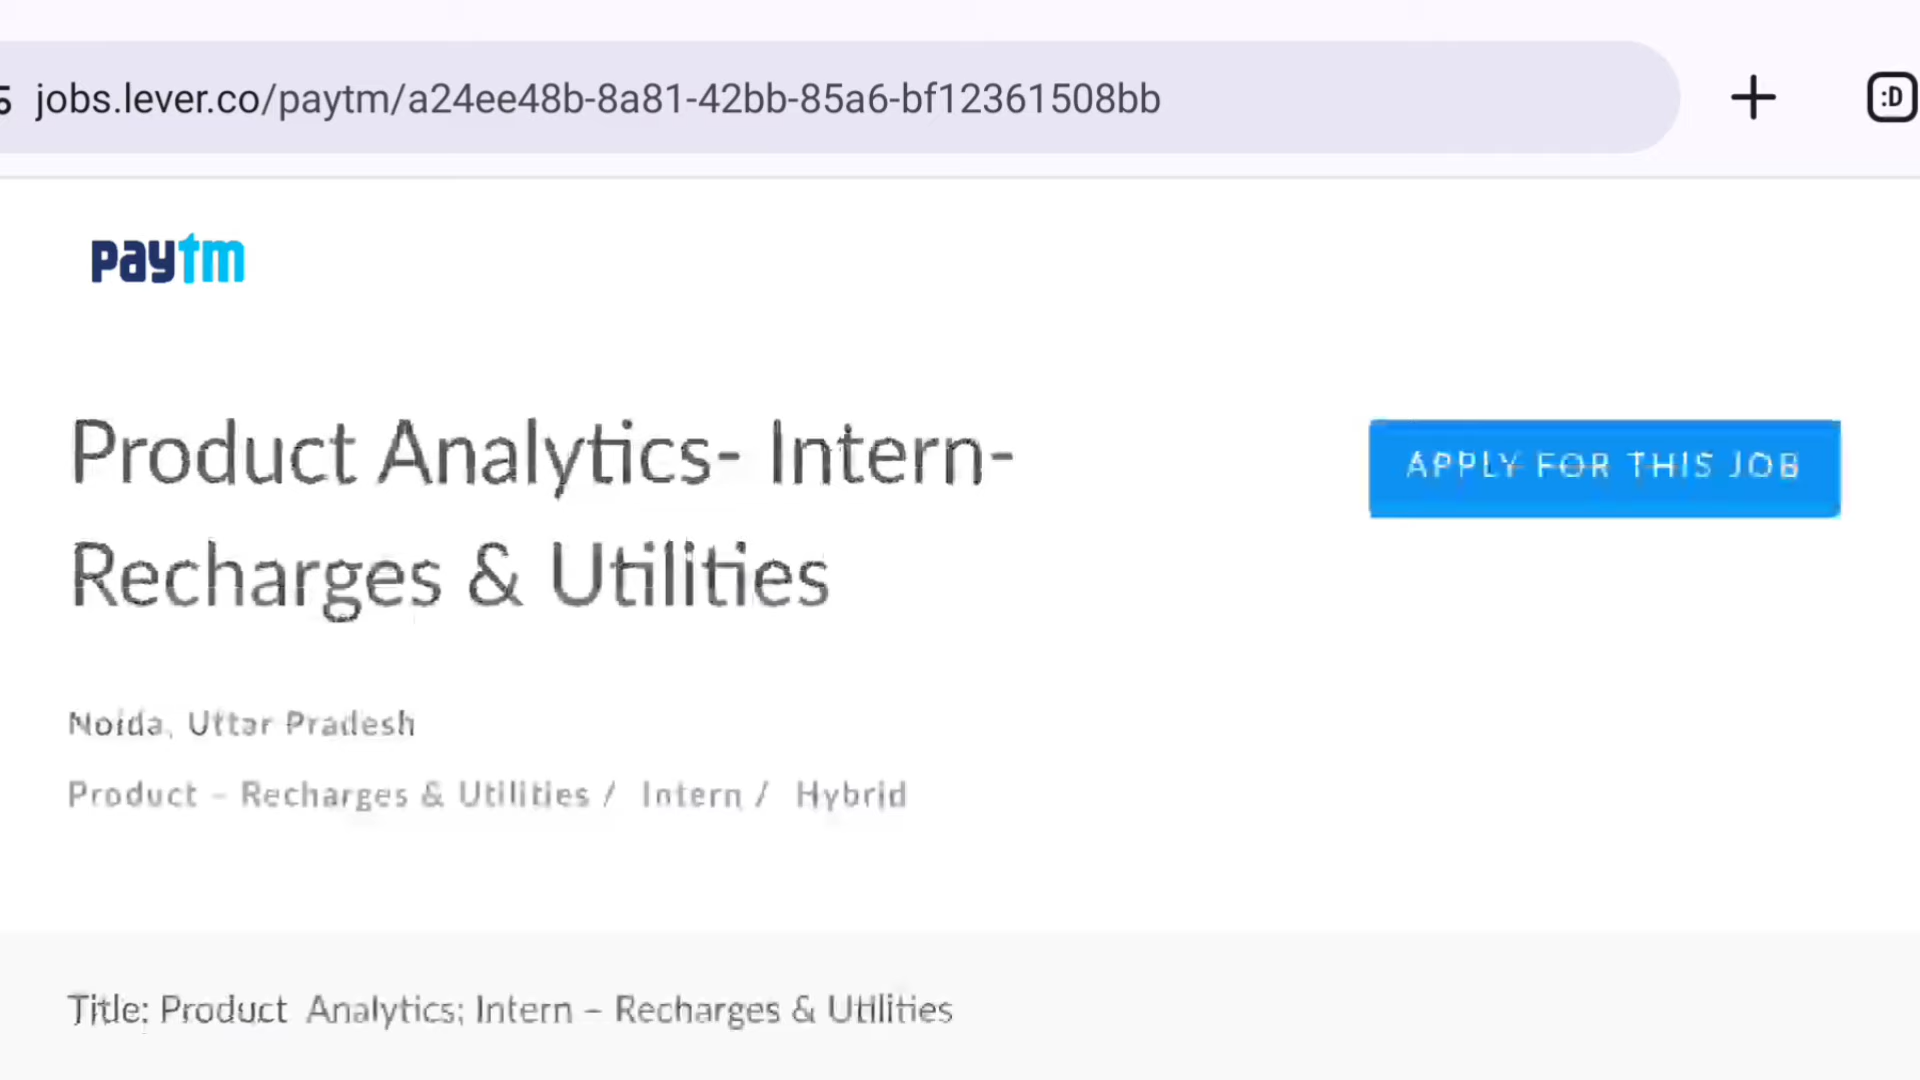 jobs.lever.co/paytm/a24ee48b-8a81-42bb-85a6-bf12361508bb
:D
paytm
Product Analytics- Intern-
Recharges & Utilities
APPLY FOR THIS JOB
Noida, Uttar Pradesh
Product – Recharges & Utilities / Intern / Hybrid
Title: Product Analytics; Intern – Recharges & Utilities